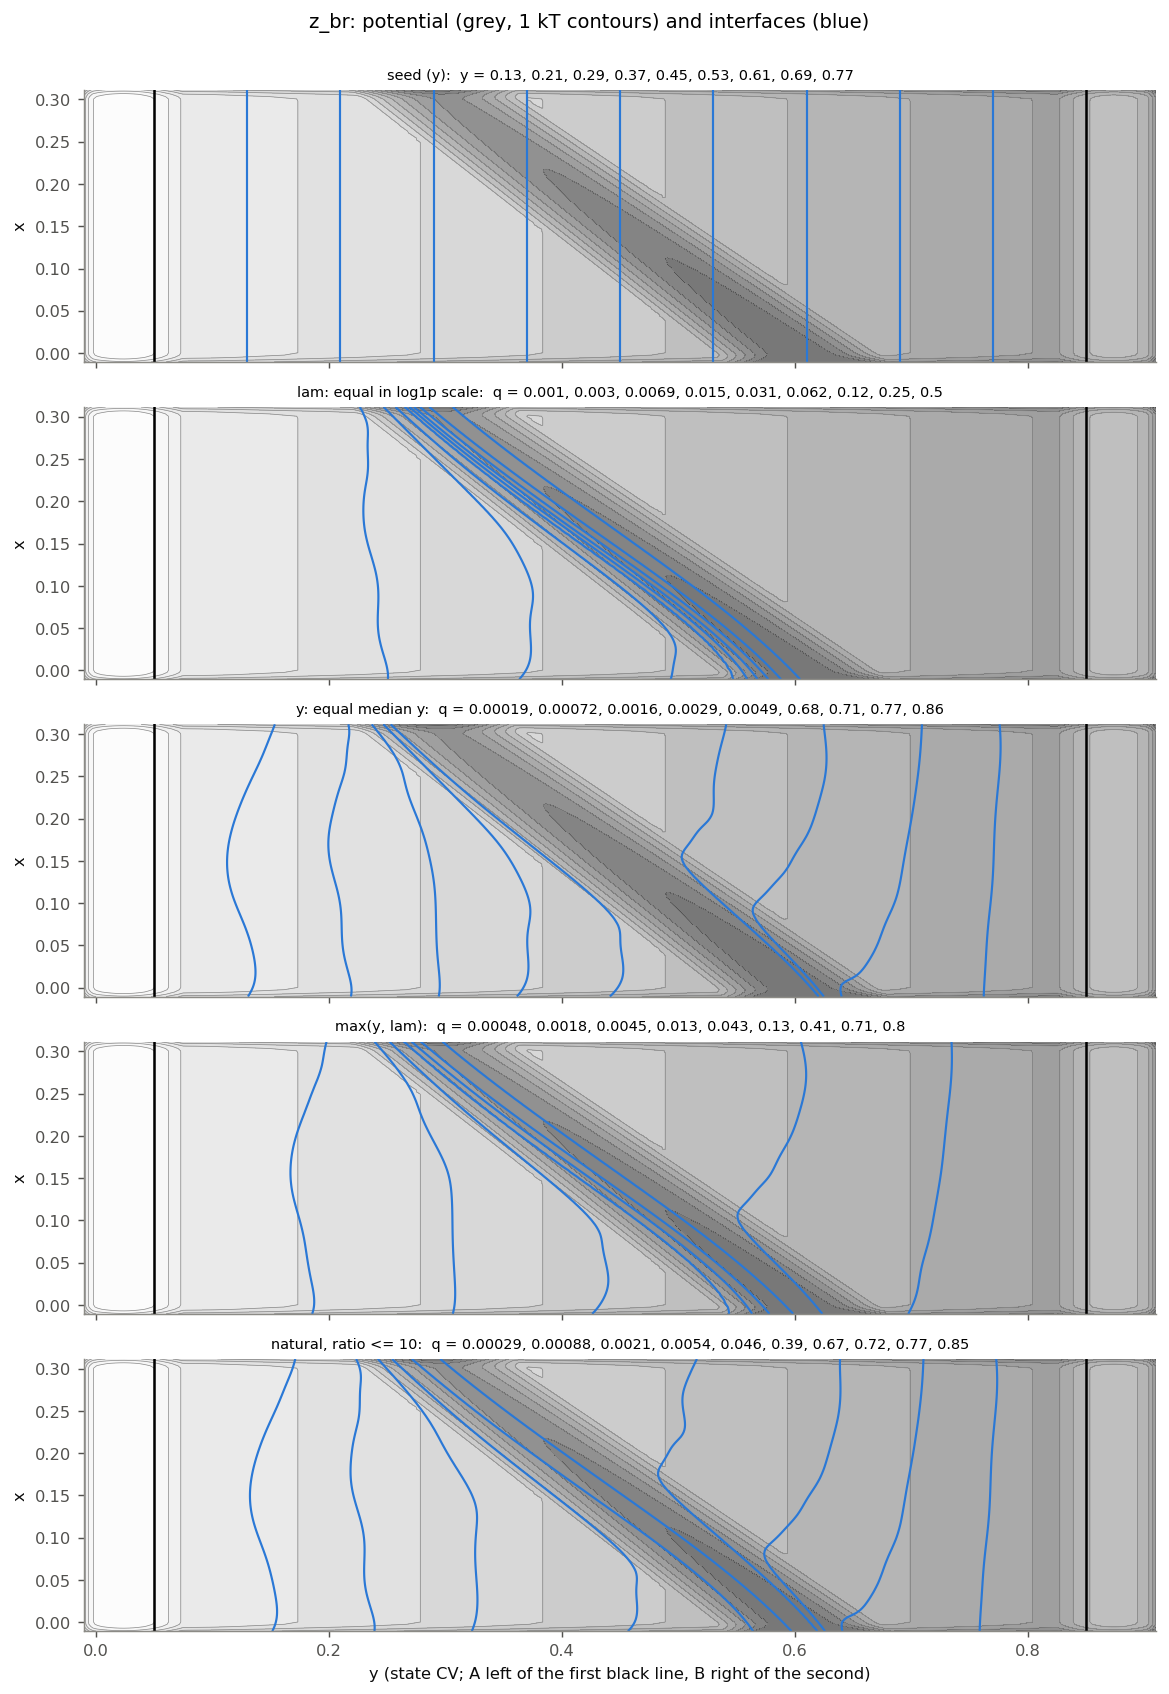 z_br: potential (grey, 1 kT contours) and interfaces (blue)
seed (y):  y = 0.13, 0.21, 0.29, 0.37, 0.45, 0.53, 0.61, 0.69, 0.77
0.30
0.25
0.20
0.15
0.10
0.05
0.00
x
lam: equal in log1p scale:  q = 0.001, 0.003, 0.0069, 0.015, 0.031, 0.062, 0.12, 0.25, 0.5
0.30
0.25
0.20
0.15
0.10
0.05
0.00
x
y: equal median y:  q = 0.00019, 0.00072, 0.0016, 0.0029, 0.0049, 0.68, 0.71, 0.77, 0.86
0.30
0.25
0.20
0.15
0.10
0.05
0.00
x
max(y, lam):  q = 0.00048, 0.0018, 0.0045, 0.013, 0.043, 0.13, 0.41, 0.71, 0.8
0.30
0.25
0.20
0.15
0.10
0.05
0.00
x
natural, ratio <= 10:  q = 0.00029, 0.00088, 0.0021, 0.0054, 0.046, 0.39, 0.67, 0.72, 0.77, 0.85
0.30
0.25
0.20
0.15
0.10
0.05
0.00
x
0.0 0.2 0.4 0.6 0.8
y (state CV; A left of the first black line, B right of the second)